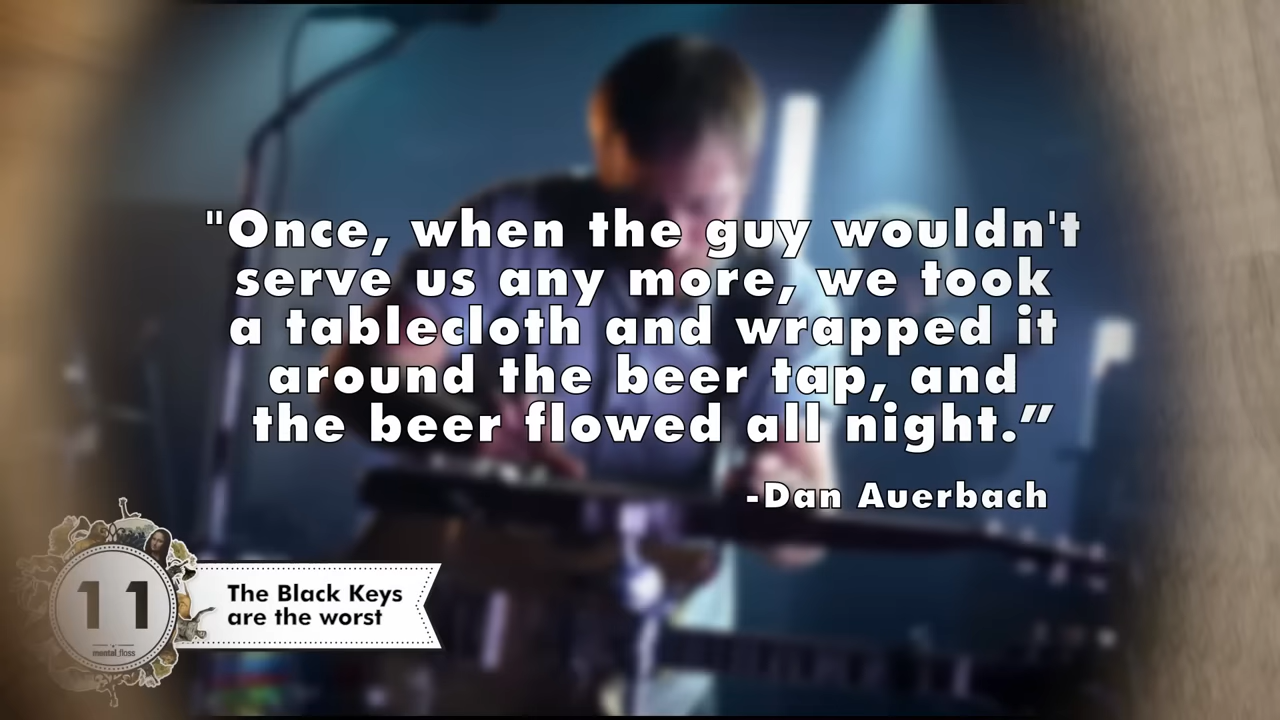 "Once, when the guy wouldn't
serve us any more, we took
a tablecloth and wrapped it
around the beer tap, and
the beer flowed all night.”
-Dan Auerbach
11
mental_floss
The Black Keys
are the worst